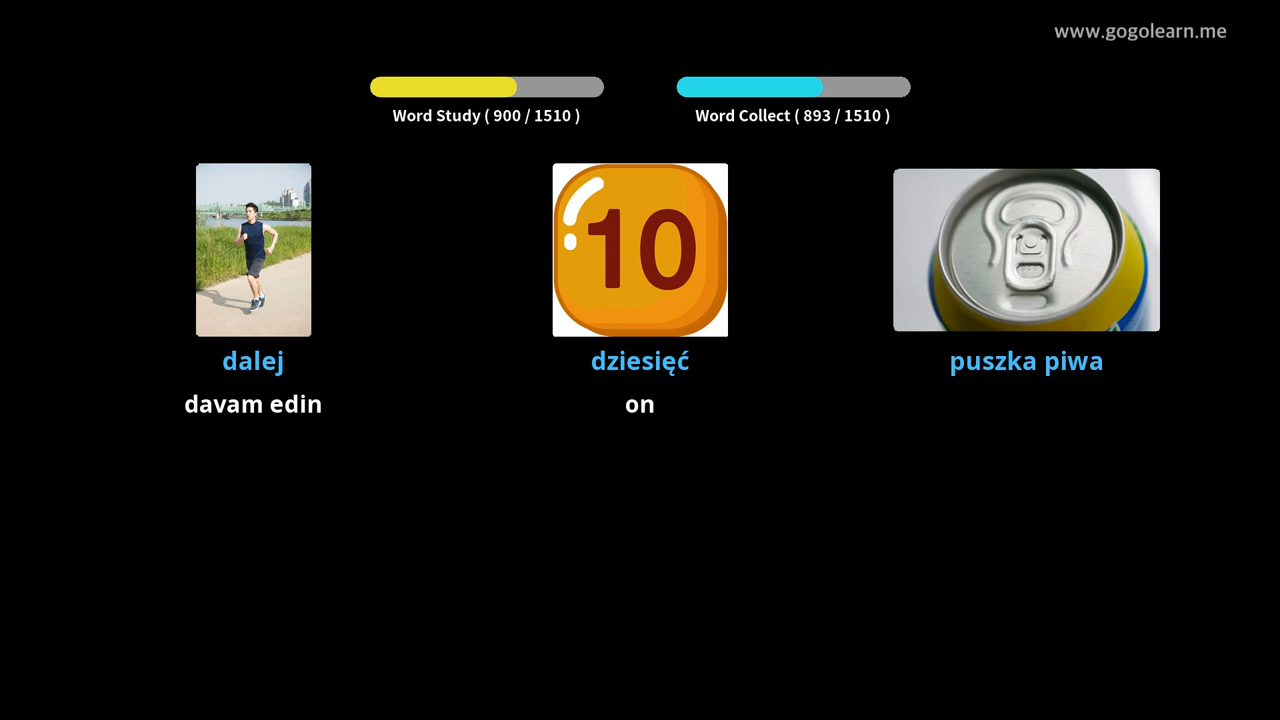 www.gogolearn.me
Word Study ( 900 / 1510 )
Word Collect ( 893 / 1510 )
10
dalej
dziesięć
puszka piwa
davam edin
on